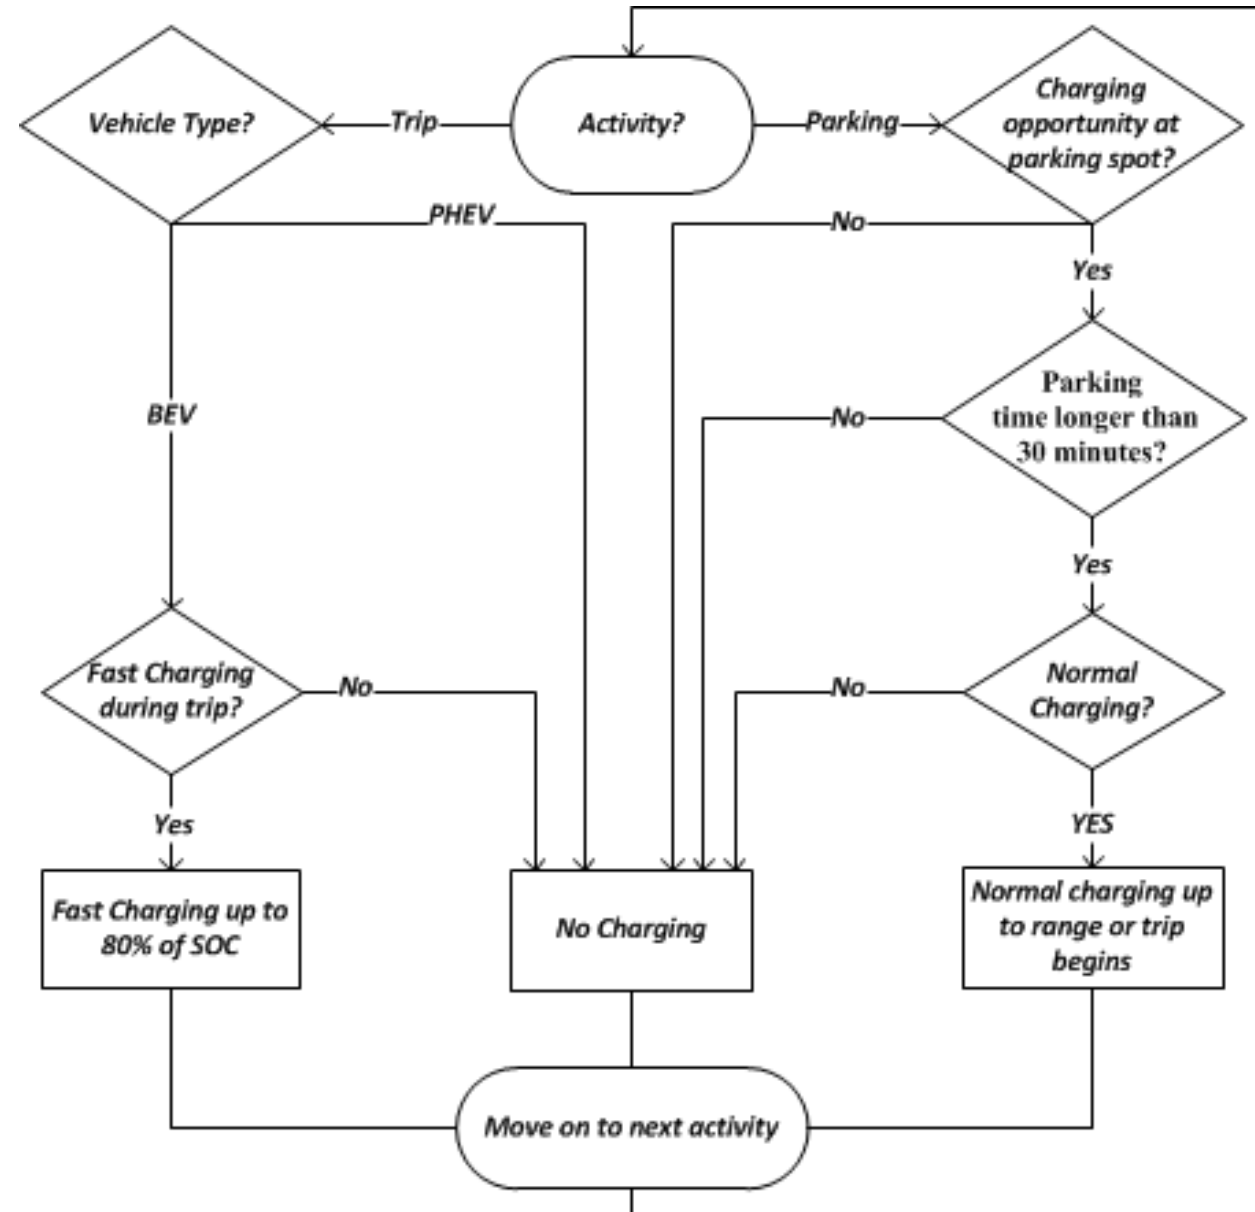 Vehicle Type?
Trip
Activity?
Parking
Charging
opportunity at
parking spot?
PHEV
No
Yes
BEV
No
Parking
time longer than
30 minutes?
Yes
Fast Charging
during trip?
No
No
Normal
Charging?
Yes
YES
Fast Charging up to
80% of SOC
No Charging
Normal charging up
to range or trip
begins
Move on to next activity